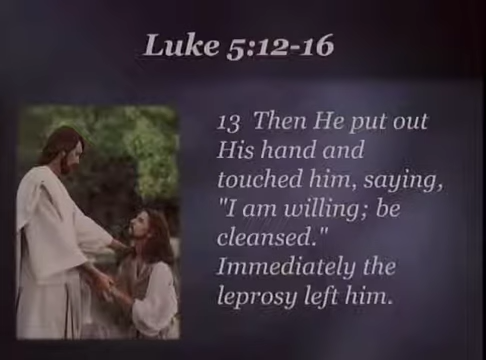 Luke 5:12-16
13 Then He put out
His hand and
touched him, saying,
"I am willing; be
cleansed."
Immediately the
leprosy left him.